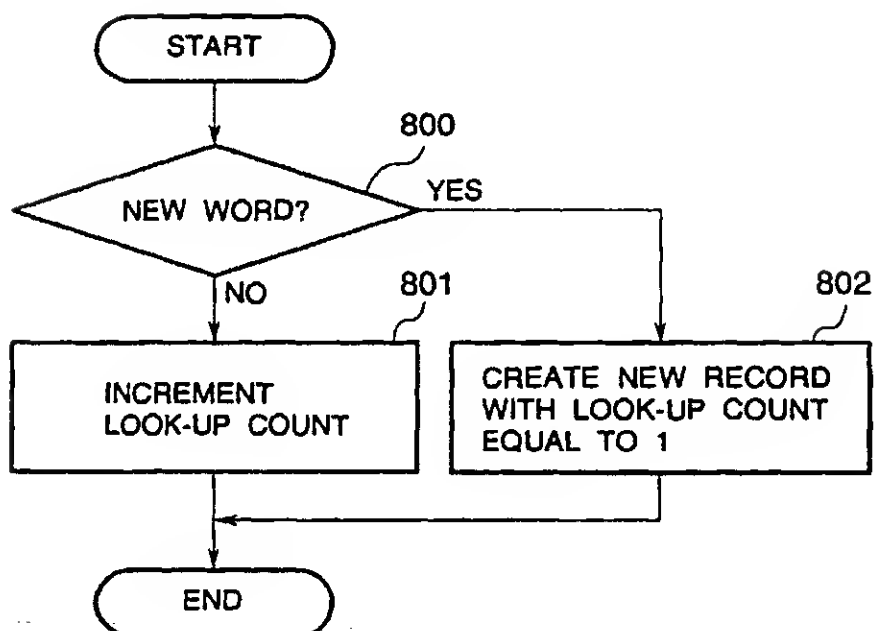 START
800
NEW WORD?
YES
NO
801
802
INCREMENT
LOOK-UP COUNT
CREATE NEW RECORD
WITH LOOK-UP COUNT
EQUAL TO 1
END